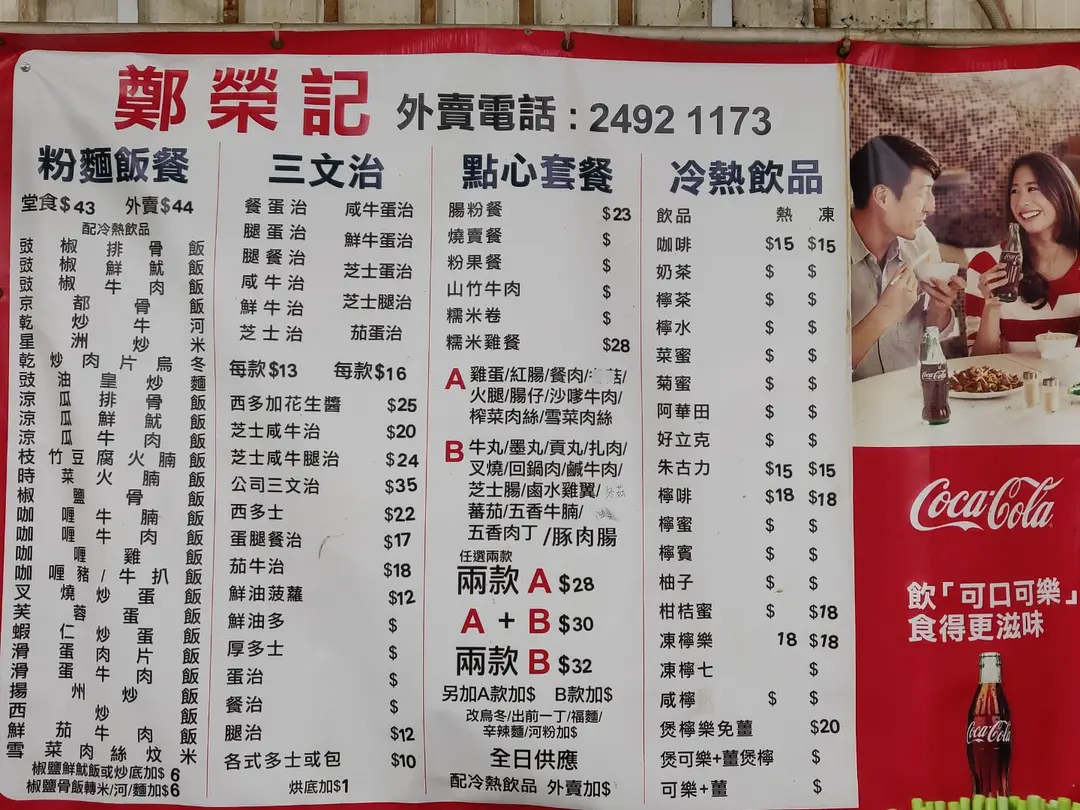 鄭榮記 外賣電話：2492 1173
粉麵飯餐
堂食$43 外賣$44
配冷熱飲品
豉椒排骨飯
豉椒鮮魷飯
豉椒牛肉飯
京都骨飯
乾炒牛河
星洲炒米
乾炒肉片烏冬
豉油皇炒麵
涼瓜排骨飯
涼瓜鮮魷飯
涼瓜牛肉飯
枝竹豆腐火腩飯
時菜火腩飯
椒鹽骨飯
咖喱牛腩飯
咖喱牛肉飯
咖喱雞飯
咖喱豬/牛扒飯
叉燒炒蛋飯
芙蓉蛋飯
蝦仁炒蛋飯
滑蛋肉片飯
滑蛋牛肉飯
揚州炒飯
西炒飯
鮮茄牛肉飯
雪菜肉絲炆米
椒鹽鮮魷飯或炒底加$6
椒鹽骨飯轉米/河/麵加$6
三文治
餐蛋治 咸牛蛋治
腿蛋治 鮮牛蛋治
腿餐治 芝士蛋治
咸牛治 芝士腿治
鮮牛治 茄蛋治
芝士治
每款$13 每款$16
西多加花生醬 $25
芝士咸牛治 $20
芝士咸牛腿治 $24
公司三文治 $35
西多士 $22
蛋腿餐治 $17
茄牛治 $18
鮮油菠蘿 $12
鮮油多 $
厚多士 $
蛋治 $
餐治 $
腿治 $12
各式多士或包 $10
烘底加$1
點心套餐
腸粉餐 $23
燒賣餐 $
粉果餐 $
山竹牛肉 $
糯米卷 $
糯米雞餐 $28
A 雞蛋/紅腸/餐肉/菇/
火腿/腸仔/沙嗲牛肉/
榨菜肉絲/雪菜肉絲
B 牛丸/墨丸/貢丸/扎肉/
叉燒/回鍋肉/鹹牛肉/
芝士腸/鹵水雞翼/
蕃茄/五香牛腩/
五香肉丁/豚肉腸
任選兩款
兩款A $28
A + B $30
兩款B $32
另加A款加$ B款加$
改烏冬/出前一丁/福麵/
辛辣麵/河粉加$
全日供應
配冷熱飲品 外賣加$
冷熱飲品
飲品 熱 凍
咖啡 $15 $15
奶茶 $ $
檸茶 $ $
檸水 $ $
菜蜜 $ $
菊蜜 $ $
阿華田 $ $
好立克 $ $
朱古力 $15 $15
檸啡 $18 $18
檸蜜 $ $
檸賓 $ $
柚子 $ $
柑桔蜜 $ $18
凍檸樂 18 $18
凍檸七 $
咸檸 $ $
煲檸樂免薑 $20
煲可樂+薑煲檸 $
可樂+薑 $
Coca-Cola
飲「可口可樂」
食得更滋味
Coca-Cola